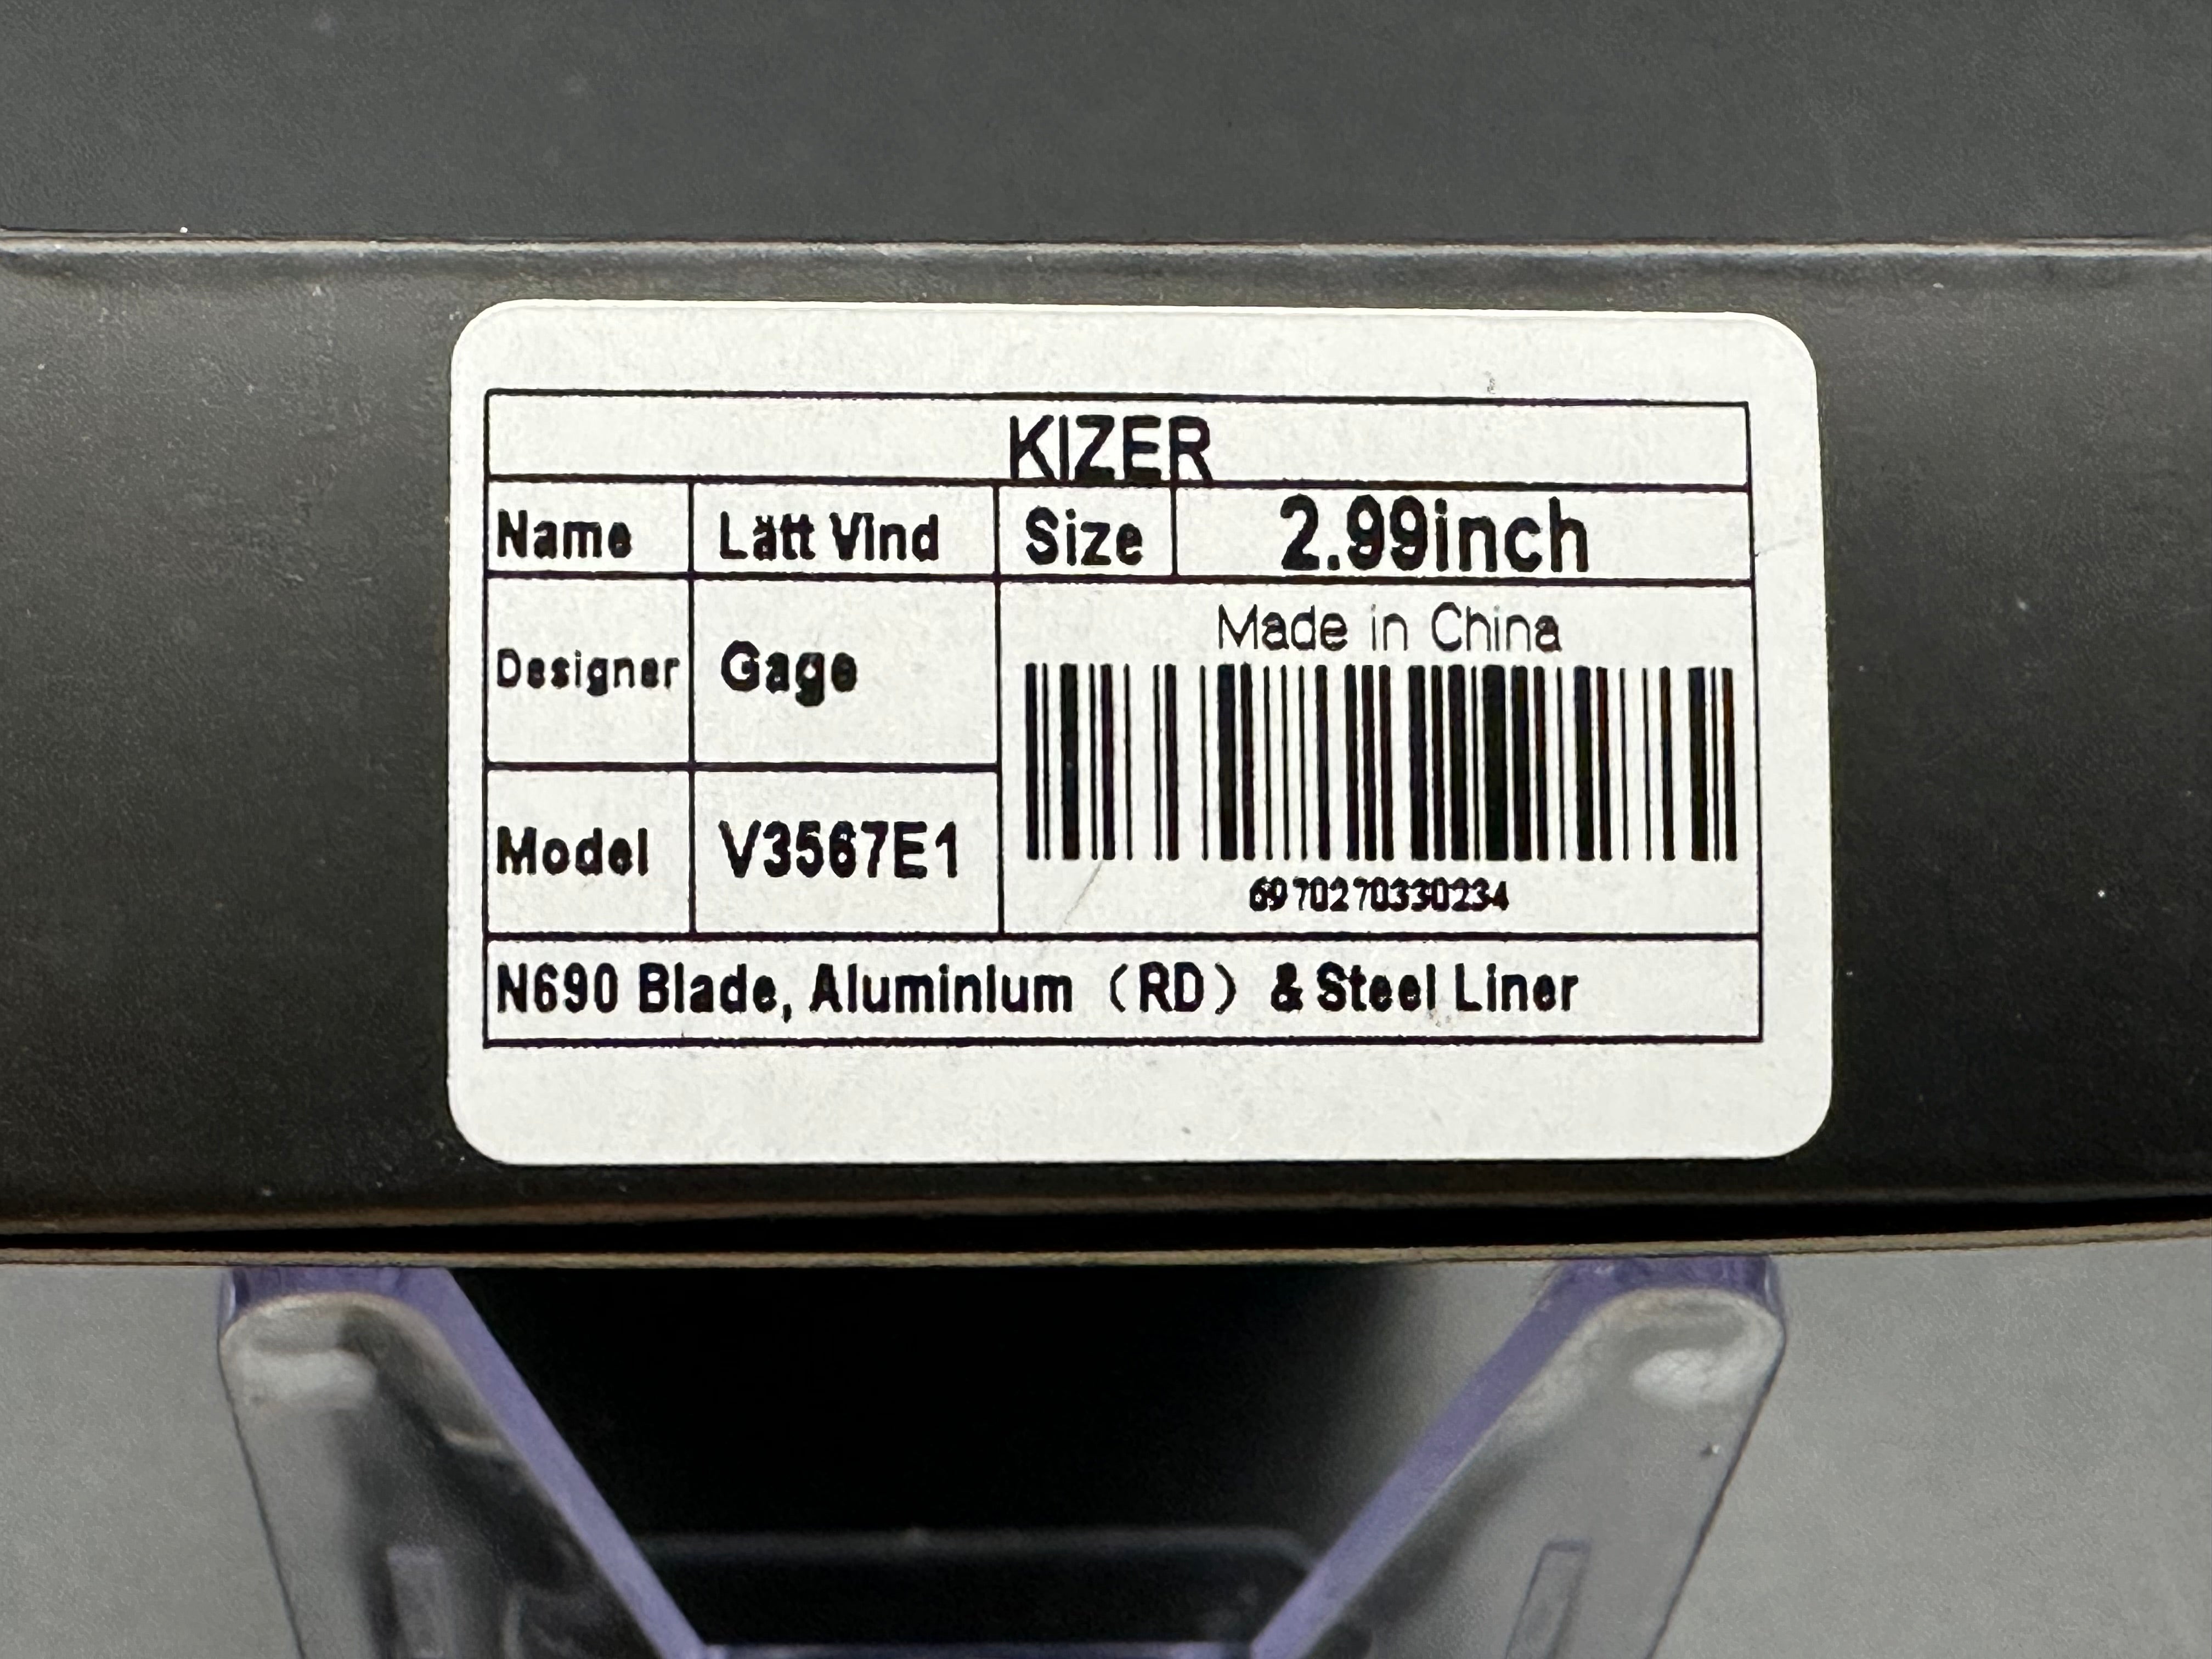 KIZER
Name Lätt Vind Size 2.99inch
Designer Gage
Made in China
Model V3567E1
6970270330234
N690 Blade, Aluminium （RD） & Steel Liner